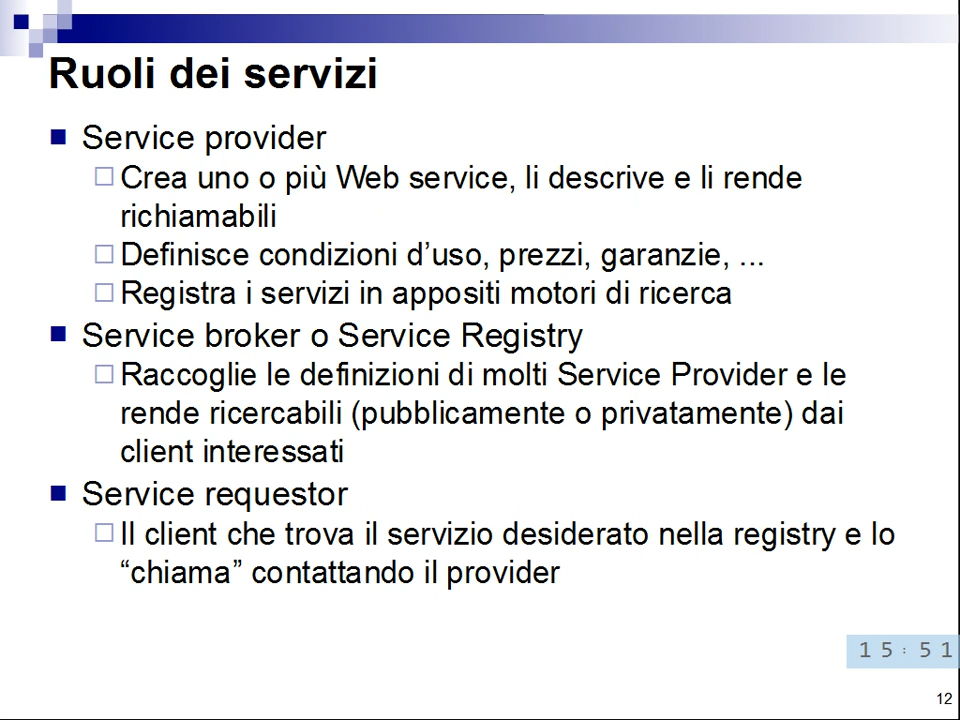 Ruoli dei servizi
Service provider
Crea uno o più Web service, li descrive e li rende
richiamabili
Definisce condizioni d’uso, prezzi, garanzie, ...
Registra i servizi in appositi motori di ricerca
Service broker o Service Registry
Raccoglie le definizioni di molti Service Provider e le
rende ricercabili (pubblicamente o privatamente) dai
client interessati
Service requestor
Il client che trova il servizio desiderato nella registry e lo
“chiama” contattando il provider
15:51
12